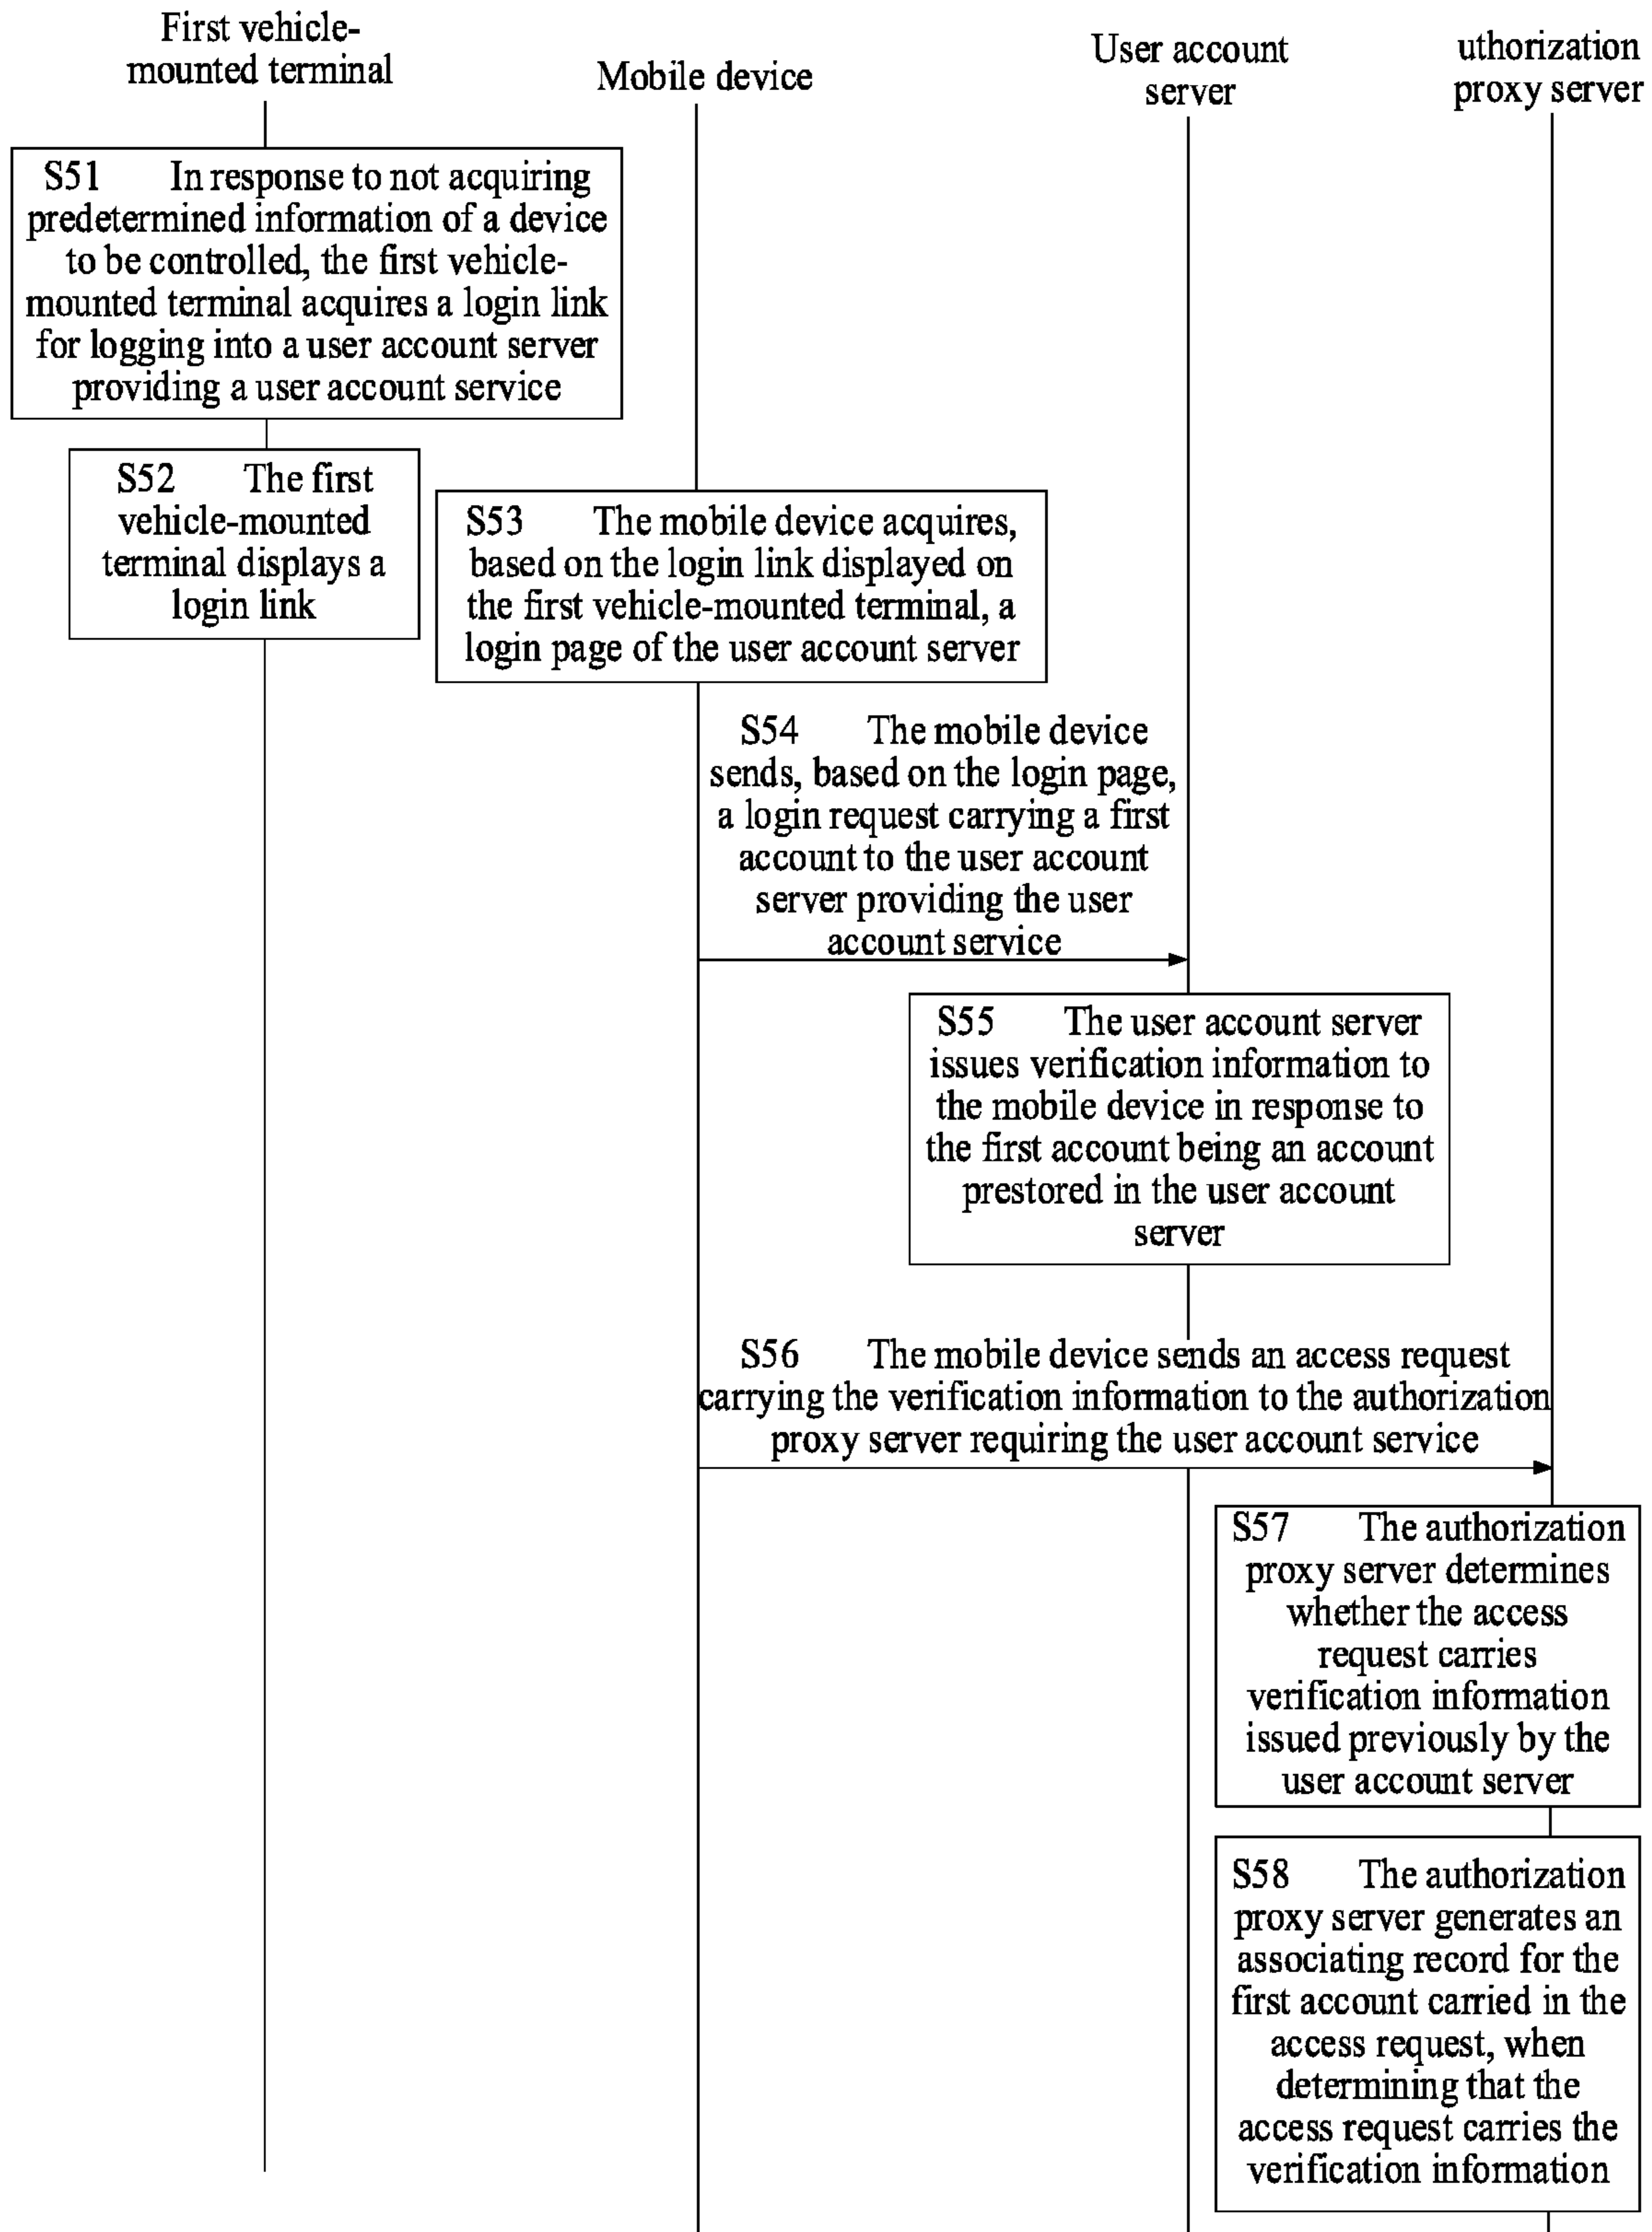 First vehicle-
mounted terminal
Mobile device
User account
server
uthorization
proxy server
S51 In response to not acquiring
predetermined information of a device
to be controlled, the first vehicle-
mounted terminal acquires a login link
for logging into a user account server
providing a user account service
S52 The first
vehicle-mounted
terminal displays a
login link
S53 The mobile device acquires,
based on the login link displayed on
the first vehicle-mounted terminal, a
login page of the user account server
S54 The mobile device
sends, based on the login page,
a login request carrying a first
account to the user account
server providing the user
account service
S55 The user account server
issues verification information to
the mobile device in response to
the first account being an account
prestored in the user account
server
S56 The mobile device sends an access request
carrying the verification information to the authorization
proxy server requiring the user account service
S57 The authorization
proxy server determines
whether the access
request carries
verification information
issued previously by the
user account server
S58 The authorization
proxy server generates an
associating record for the
first account carried in the
access request, when
determining that the
access request carries the
verification information